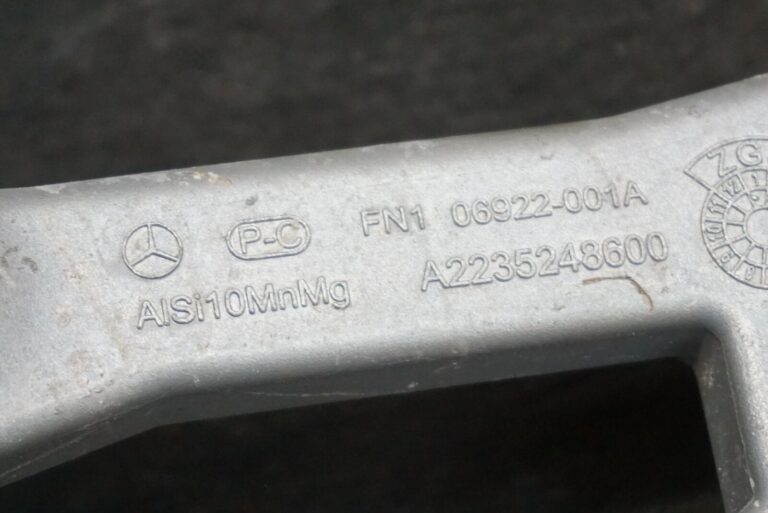 P-C FN1 06922-001A
AlSi10MnMg A2235248600
ZG